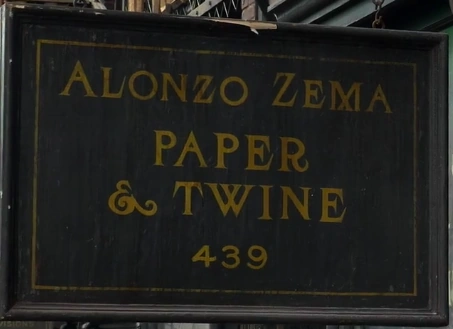 ALONZO ZEMA
PAPER
& TWINE
439